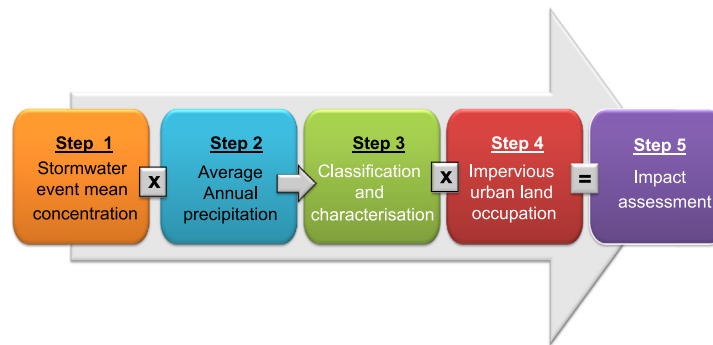 Step 1
Stormwater
event mean
concentration
x
Step 2
Average
Annual
precipitation
Step 3
Classification
and
characterisation
x
Step 4
Impervious
urban land
occupation
=
Step 5
Impact
assessment